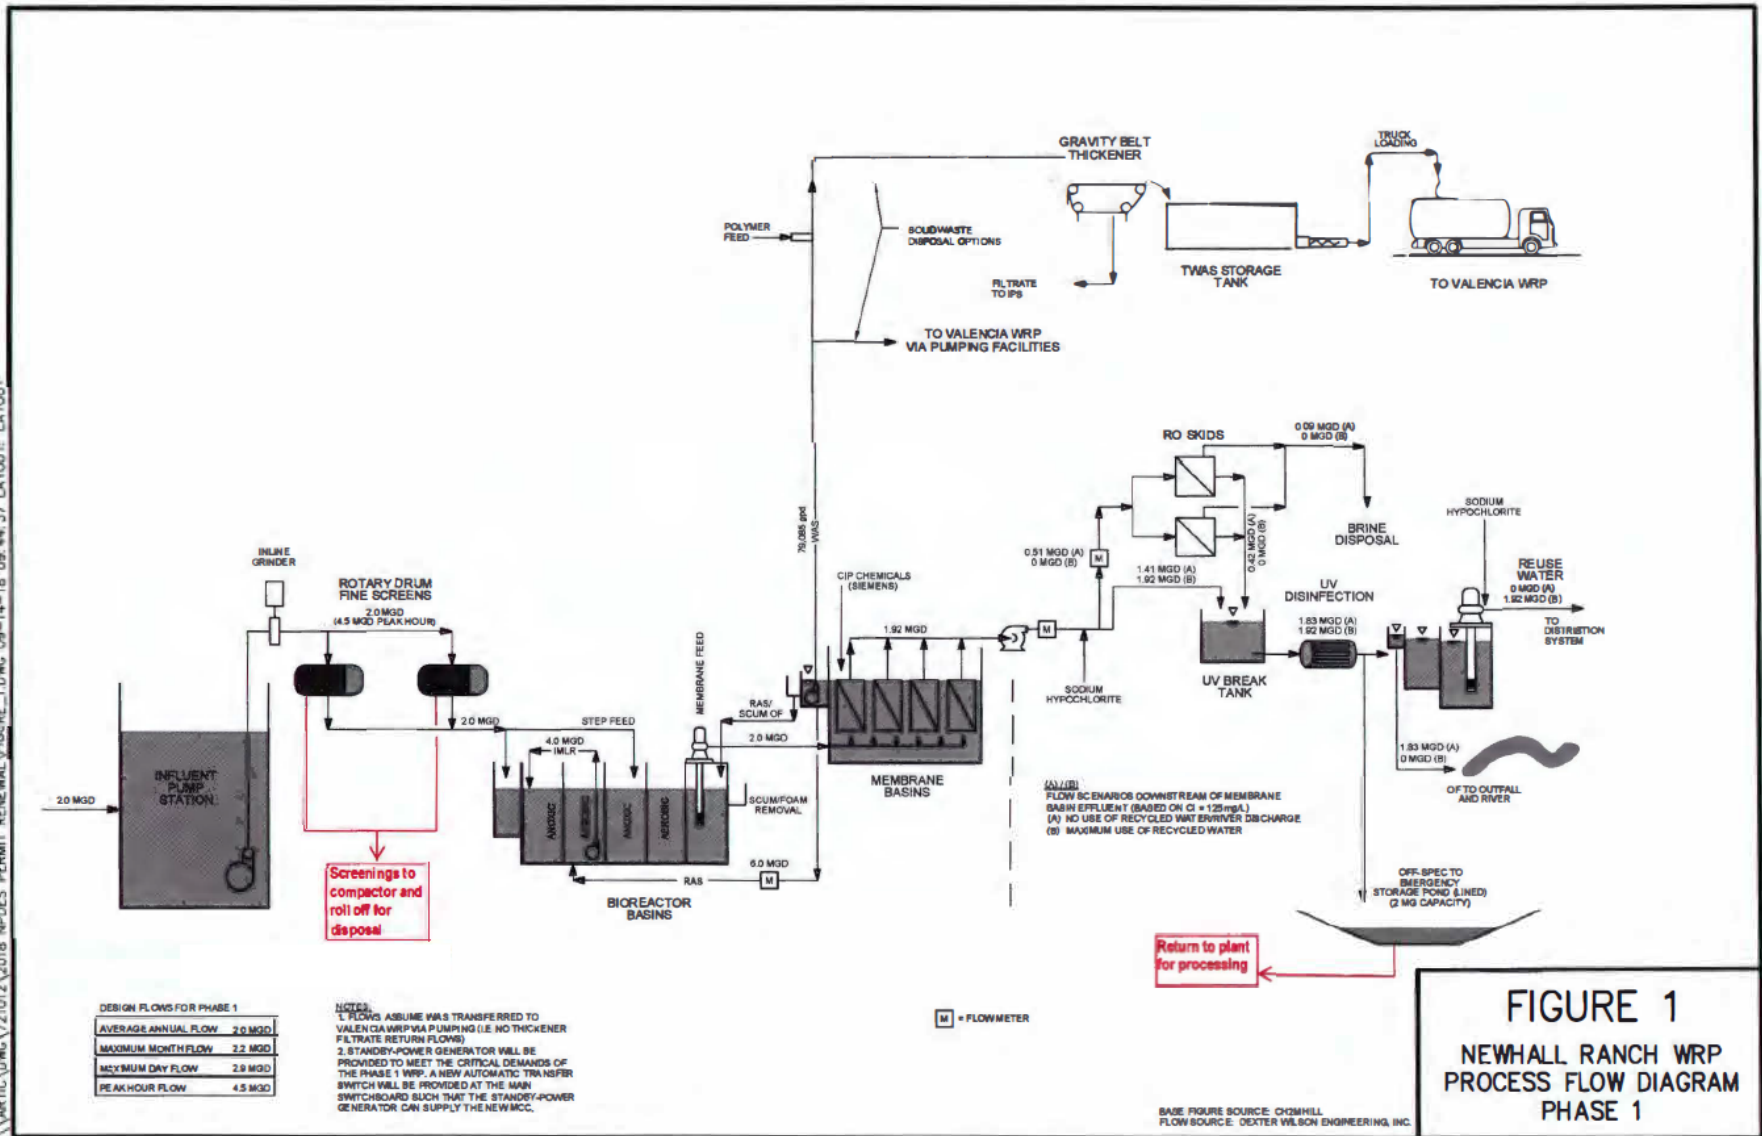 GRAVITY BELT
THICKENER
TRUCK
LOADING
POLYMER
FEED
SOLID WASTE
DISPOSAL OPTIONS
FILTRATE
TO IPS
TWAS STORAGE
TANK
TO VALENCIA WRP
TO VALENCIA WRP
VIA PUMPING FACILITIES
WAS
RO SKIDS
0.09 MGD (A)
0 MGD (B)
BRINE
DISPOSAL
SODIUM
HYPOCHLORITE
0.51 MGD (A)
0 MGD (B)
M
0.42 MGD (A)
0 MGD (B)
1.41 MGD (A)
1.92 MGD (B)
INLINE
GRINDER
ROTARY DRUM
FINE SCREENS
2.0 MGD
(4.5 MGD PEAK HOUR)
CIP CHEMICALS
(SIEMENS)
1.92 MGD
M
SODIUM
HYPOCHLORITE
UV
DISINFECTION
1.83 MGD (A)
1.92 MGD (B)
UV BREAK
TANK
REUSE
WATER
0 MGD (A)
1.92 MGD (B)
TO
DISTRIBTION
SYSTEM
MEMBRANE FEED
RAS/
SCUM OF
2.0 MGD
STEP FEED
4.0 MGD
IMLR
2.0 MGD
MEMBRANE
BASINS
INFLUENT
PUMP
STATION
2.0 MGD
ANOXIC
AEROBIC
ANOXIC
AEROBIC
SCUM/FOAM
REMOVAL
6.0 MGD
RAS
M
BIOREACTOR
BASINS
1.83 MGD (A)
0 MGD (B)
OF TO OUTFALL
AND RIVER
(A) / (B)
FLOW SCENARIOS DOWNSTREAM OF MEMBRANE
BASIN EFFLUENT (BASED ON Cl = 125mg/L)
(A) NO USE OF RECYCLED WATER/RIVER DISCHARGE
(B) MAXIMUM USE OF RECYCLED WATER
Screenings to
compactor and
roll off for
disposal
OFF-SPEC TO
EMERGENCY
STORAGE POND (LINED)
(2 MG CAPACITY)
Return to plant
for processing
DESIGN FLOWS FOR PHASE 1
AVERAGE ANNUAL FLOW 2.0 MGD
MAXIMUM MONTH FLOW 2.2 MGD
MAXIMUM DAY FLOW 2.9 MGD
PEAK HOUR FLOW 4.5 MGD
NOTES:
1. FLOWS ASSUME WAS TRANSFERRED TO
VALENCIA WRP VIA PUMPING (I.E. NO THICKENER
FILTRATE RETURN FLOWS)
2. STANDBY-POWER GENERATOR WILL BE
PROVIDED TO MEET THE CRITICAL DEMANDS OF
THE PHASE 1 WRP. A NEW AUTOMATIC TRANSFER
SWITCH WILL BE PROVIDED AT THE MAIN
SWITCHBOARD SUCH THAT THE STANDBY-POWER
GENERATOR CAN SUPPLY THE NEW MCC.
M = FLOWMETER
BASE FIGURE SOURCE: CH2MHILL
FLOW SOURCE: DEXTER WILSON ENGINEERING, INC.
FIGURE 1
NEWHALL RANCH WRP
PROCESS FLOW DIAGRAM
PHASE 1